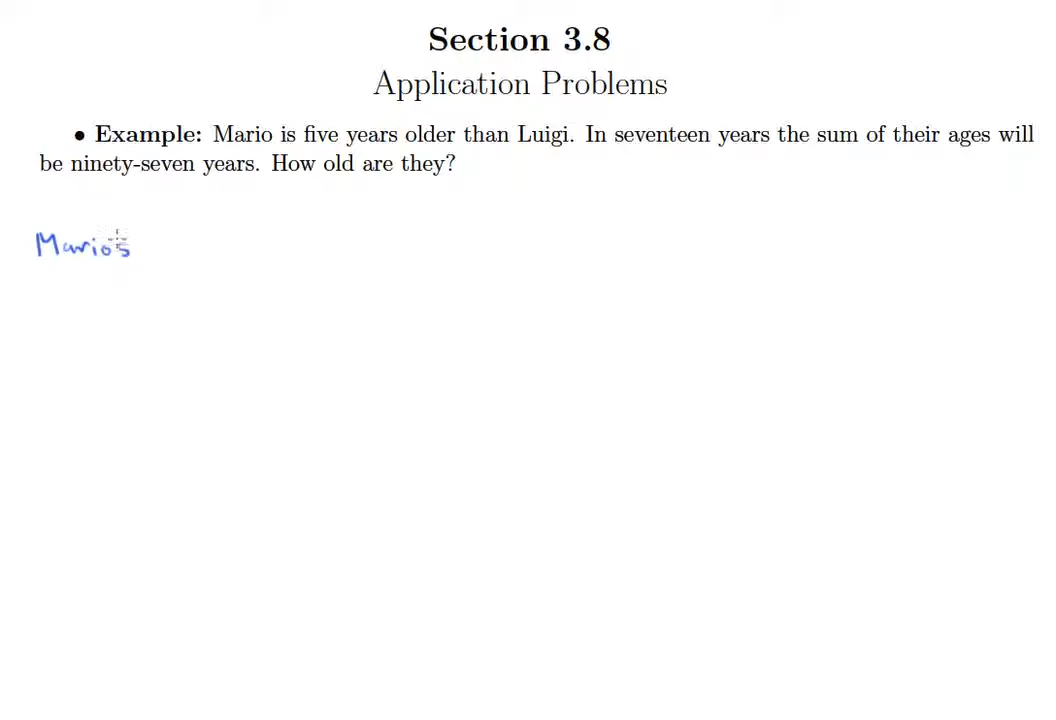 Section 3.8
Application Problems
• Example: Mario is five years older than Luigi. In seventeen years the sum of their ages will
be ninety-seven years. How old are they?
Mario's